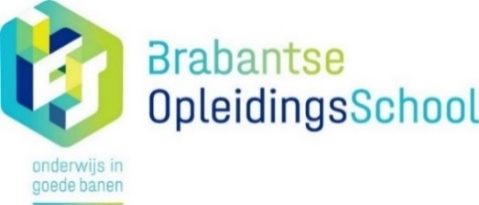 Brabantse
OpleidingsSchool
onderwijs in
goede banen